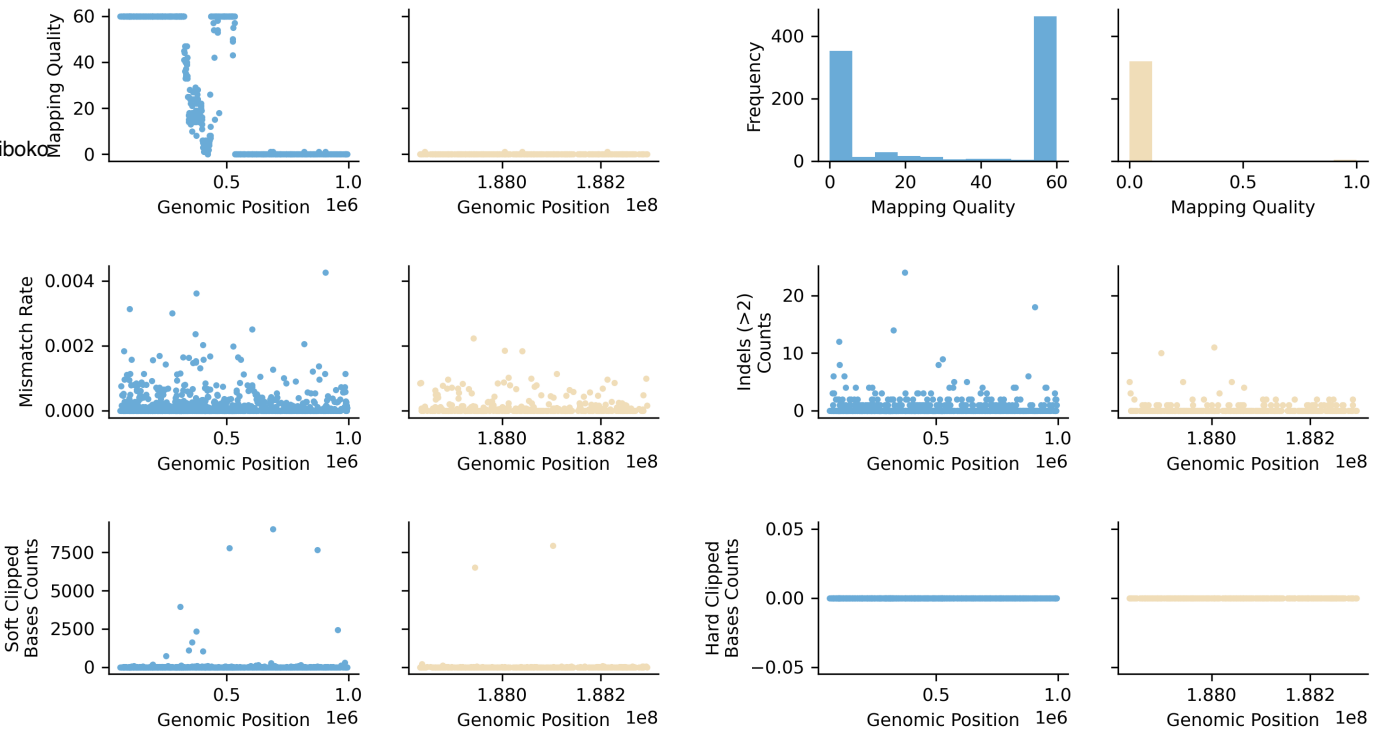 60
40
20
0
Mapping Quality
iboko
0.5
1.0
Genomic Position
1e6
1.880
1.882
Genomic Position
1e8
400
200
0
Frequency
0
20
40
60
Mapping Quality
0.0
0.5
1.0
Mapping Quality
0.004
0.002
0.000
Mismatch Rate
0.5
1.0
Genomic Position
1e6
1.880
1.882
Genomic Position
1e8
20
10
0
Indels (>2)
Counts
0.5
1.0
Genomic Position
1e6
1.880
1.882
Genomic Position
1e8
7500
5000
2500
0
Soft Clipped
Bases Counts
0.5
1.0
Genomic Position
1e6
1.880
1.882
Genomic Position
1e8
0.05
0.00
−0.05
Hard Clipped
Bases Counts
0.5
1.0
Genomic Position
1e6
1.880
1.882
Genomic Position
1e8